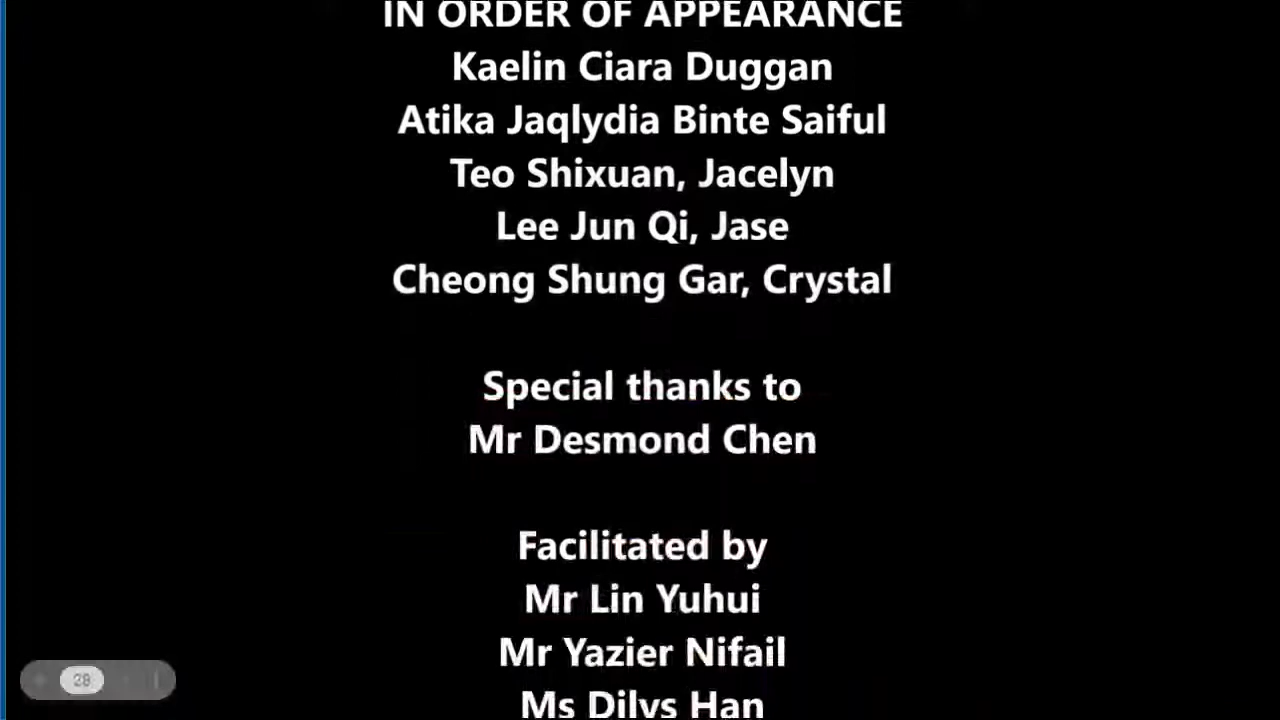 IN ORDER OF APPEARANCE
Kaelin Ciara Duggan
Atika Jaqlydia Binte Saiful
Teo Shixuan, Jacelyn
Lee Jun Qi, Jase
Cheong Shung Gar, Crystal
Special thanks to
Mr Desmond Chen
Facilitated by
Mr Lin Yuhui
Mr Yazier Nifail
Ms Dilys Han
28